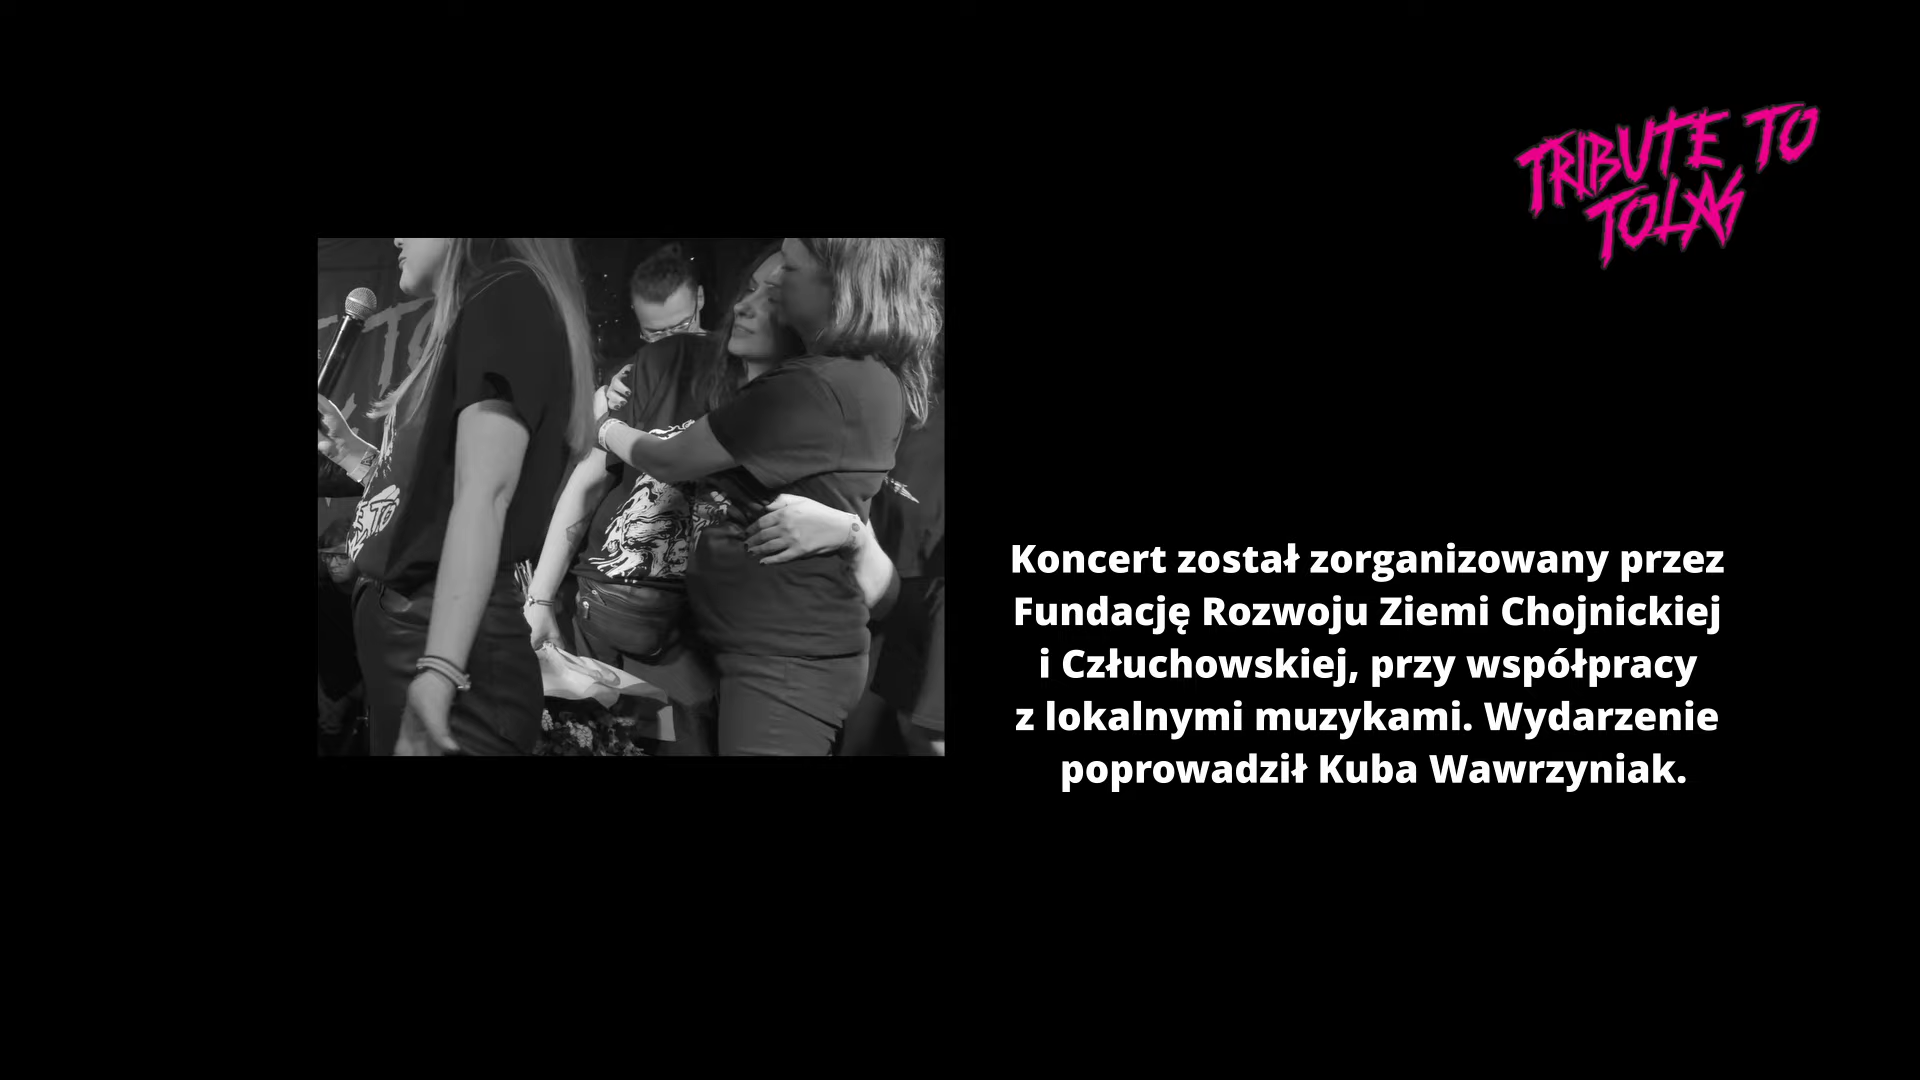 TRIBUTE TO
TOLAS
Koncert został zorganizowany przez
Fundację Rozwoju Ziemi Chojnickiej
i Człuchowskiej, przy współpracy
z lokalnymi muzykami. Wydarzenie
poprowadził Kuba Wawrzyniak.